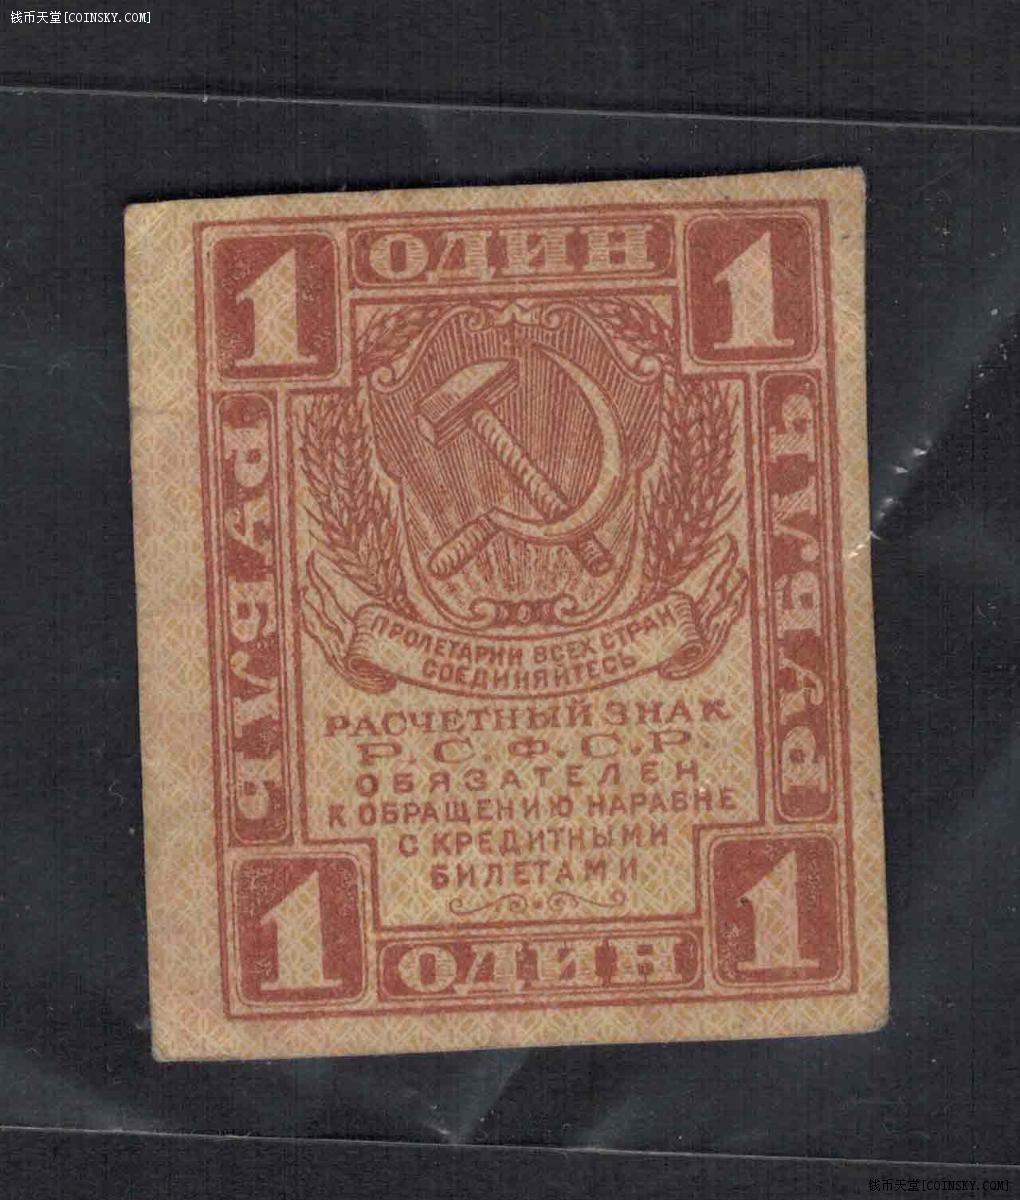 钱币天堂[COINSKY.COM]
1 ОДИН 1
РУБЛЬ
РУБЛЬ
ПРОЛЕТАРИИ ВСЕХ СТРАН
СОЕДИНЯЙТЕСЬ
РАСЧЕТНЫЙ ЗНАК
Р.С.Ф.С.Р.
ОБЯЗАТЕЛЕН
К ОБРАЩЕНИЮ НАРАВНЕ
С КРЕДИТНЫМИ
БИЛЕТАМИ
1 ОДИН 1
钱币天堂[COINSKY.COM]